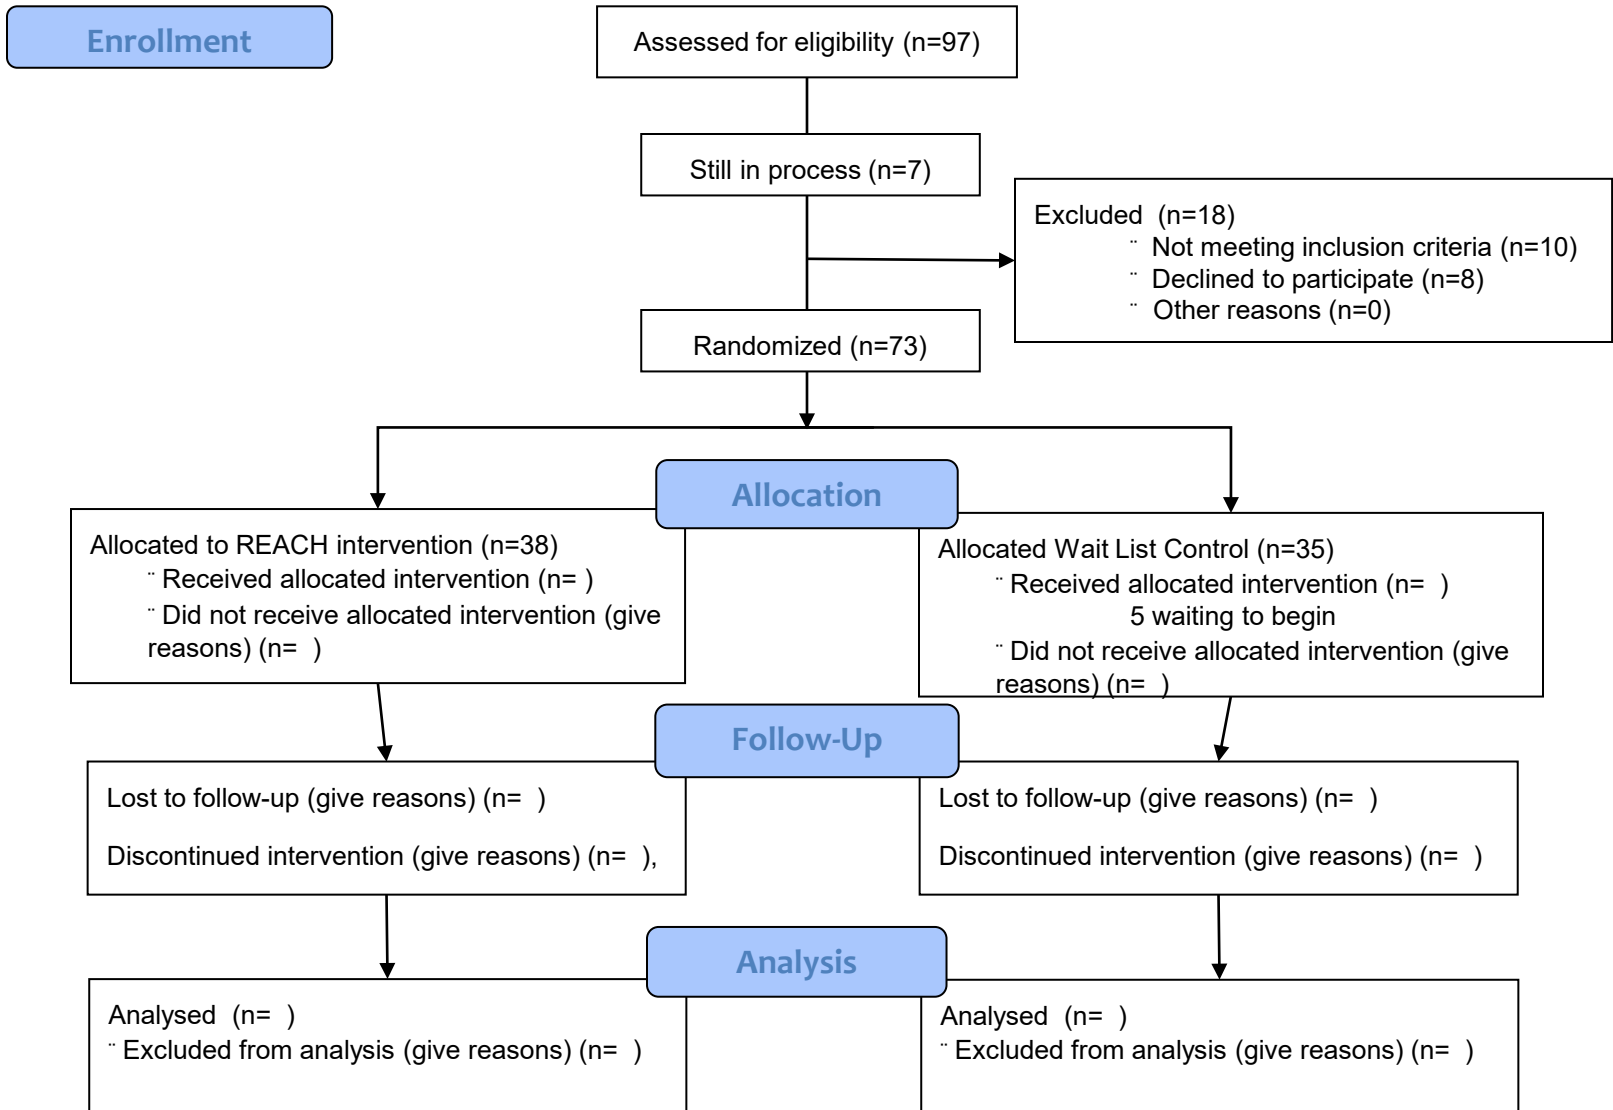 Enrollment
Assessed for eligibility (n=97)
Still in process (n=7)
Excluded  (n=18)
¨ Not meeting inclusion criteria (n=10)
¨ Declined to participate (n=8)
¨ Other reasons (n=0)
Randomized (n=73)
Allocation
Allocated to REACH intervention (n=38)
¨ Received allocated intervention (n= )
¨ Did not receive allocated intervention (give
reasons) (n=  )
Allocated Wait List Control (n=35)
¨ Received allocated intervention (n=  )
5 waiting to begin
¨ Did not receive allocated intervention (give
reasons) (n=  )
Follow-Up
Lost to follow-up (give reasons) (n=  )
Discontinued intervention (give reasons) (n=  ),
Lost to follow-up (give reasons) (n=  )
Discontinued intervention (give reasons) (n=  )
Analysis
Analysed  (n=  )
¨ Excluded from analysis (give reasons) (n=  )
Analysed  (n=  )
¨ Excluded from analysis (give reasons) (n=  )